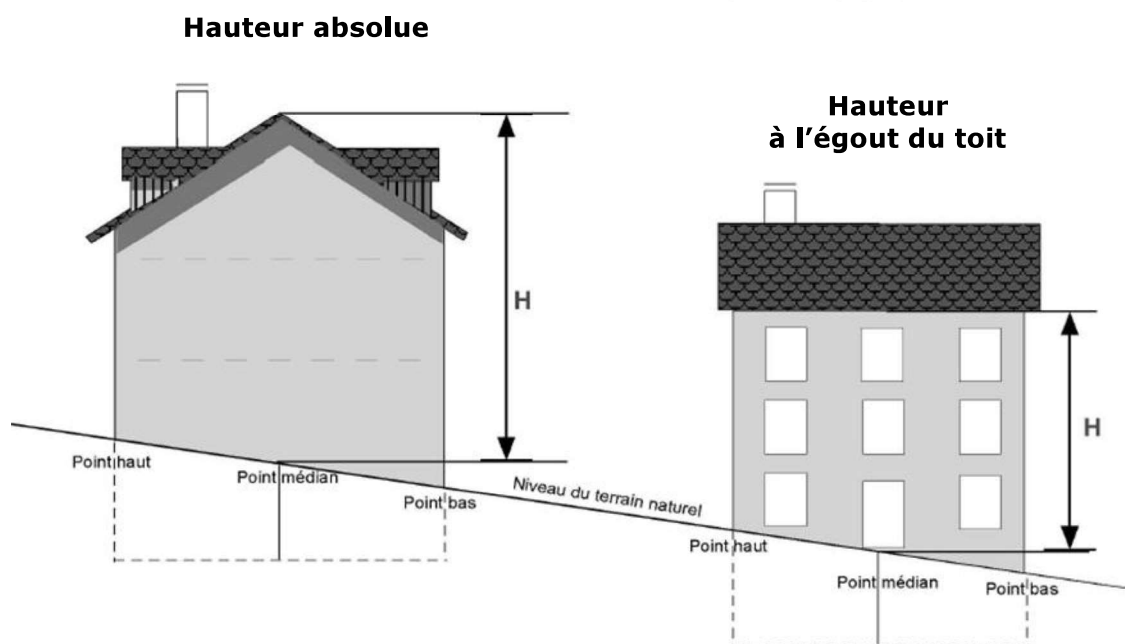 Hauteur absolue
Hauteur
à l'égout du toit
H
H
Point haut
Point médian
Point bas
Niveau du terrain naturel
Point haut
Point médian
Point bas